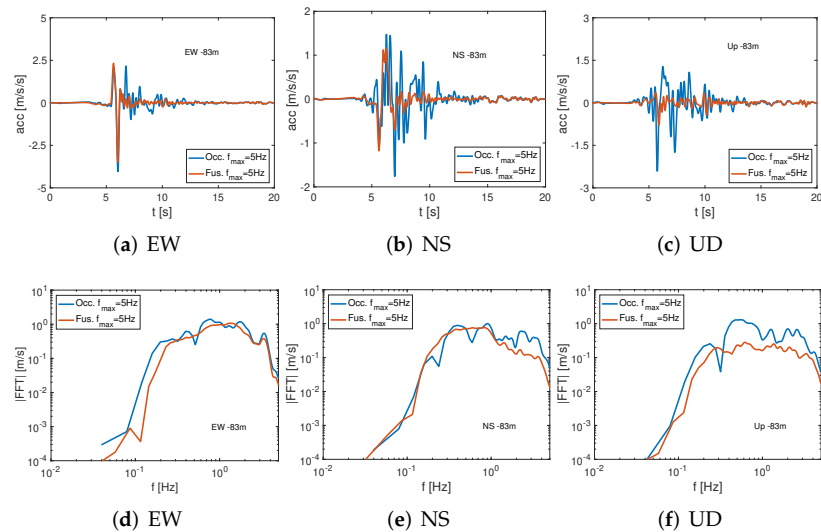 5
2.5
0
-2.5
-5
acc [m/s/s]
EW -83m
Occ. f_max=5Hz
Fus. f_max=5Hz
0 5 10 15 20
t [s]
(a) EW
2
1
0
-1
-2
acc [m/s/s]
NS -83m
Occ. f_max=5Hz
Fus. f_max=5Hz
0 5 10 15 20
t [s]
(b) NS
3
1.5
0
-1.5
-3
acc [m/s/s]
Up -83m
Occ. f_max=5Hz
Fus. f_max=5Hz
0 5 10 15 20
t [s]
(c) UD
10^1
10^0
10^-1
10^-2
10^-3
10^-4
|FFT| [m/s]
Occ. f_max=5Hz
Fus. f_max=5Hz
EW -83m
10^-2 10^-1 10^0
f [Hz]
(d) EW
10^1
10^0
10^-1
10^-2
10^-3
10^-4
|FFT| [m/s]
Occ. f_max=5Hz
Fus. f_max=5Hz
NS -83m
10^-2 10^-1 10^0
f [Hz]
(e) NS
10^1
10^0
10^-1
10^-2
10^-3
10^-4
|FFT| [m/s]
Occ. f_max=5Hz
Fus. f_max=5Hz
Up -83m
10^-2 10^-1 10^0
f [Hz]
(f) UD